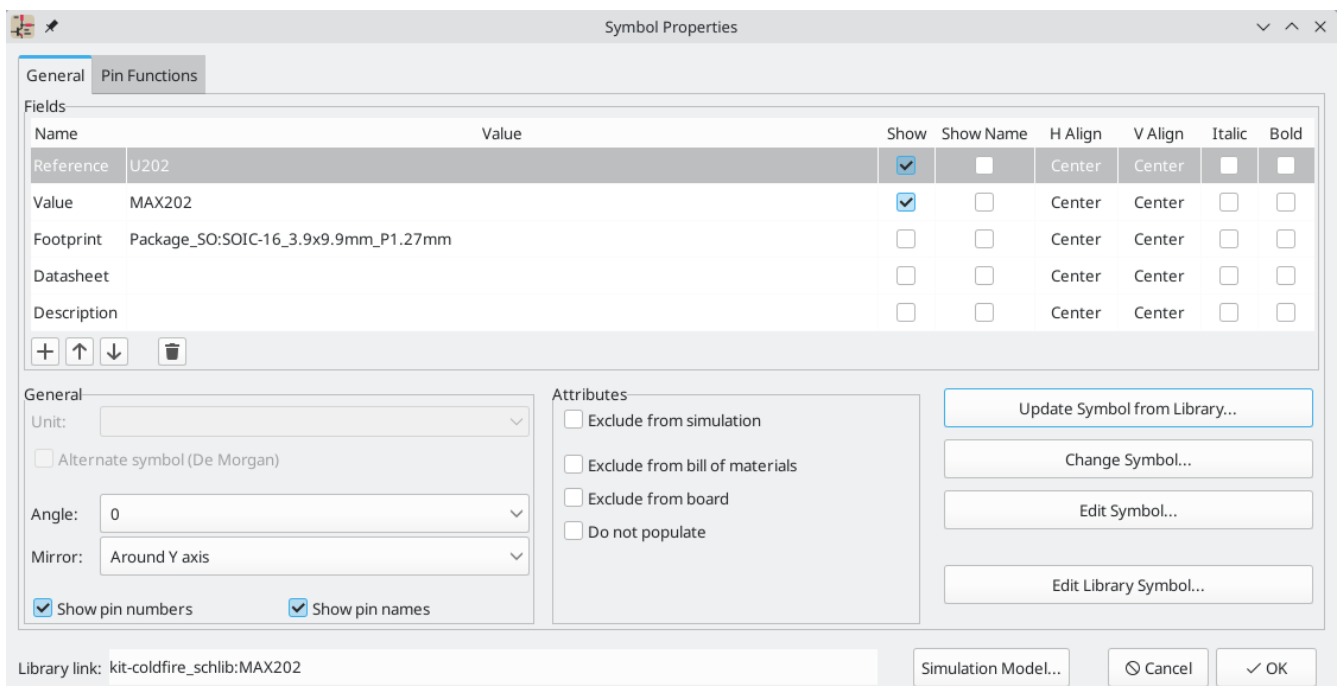 Symbol Properties
General Pin Functions
Fields
Name Value Show Show Name H Align V Align Italic Bold
Reference U202 Center Center
Value MAX202 Center Center
Footprint Package_SO:SOIC-16_3.9x9.9mm_P1.27mm Center Center
Datasheet Center Center
Description Center Center
General
Unit:
Alternate symbol (De Morgan)
Angle: 0
Mirror: Around Y axis
Show pin numbers Show pin names
Attributes
Exclude from simulation
Exclude from bill of materials
Exclude from board
Do not populate
Update Symbol from Library...
Change Symbol...
Edit Symbol...
Edit Library Symbol...
Library link: kit-coldfire_schlib:MAX202
Simulation Model... Cancel OK